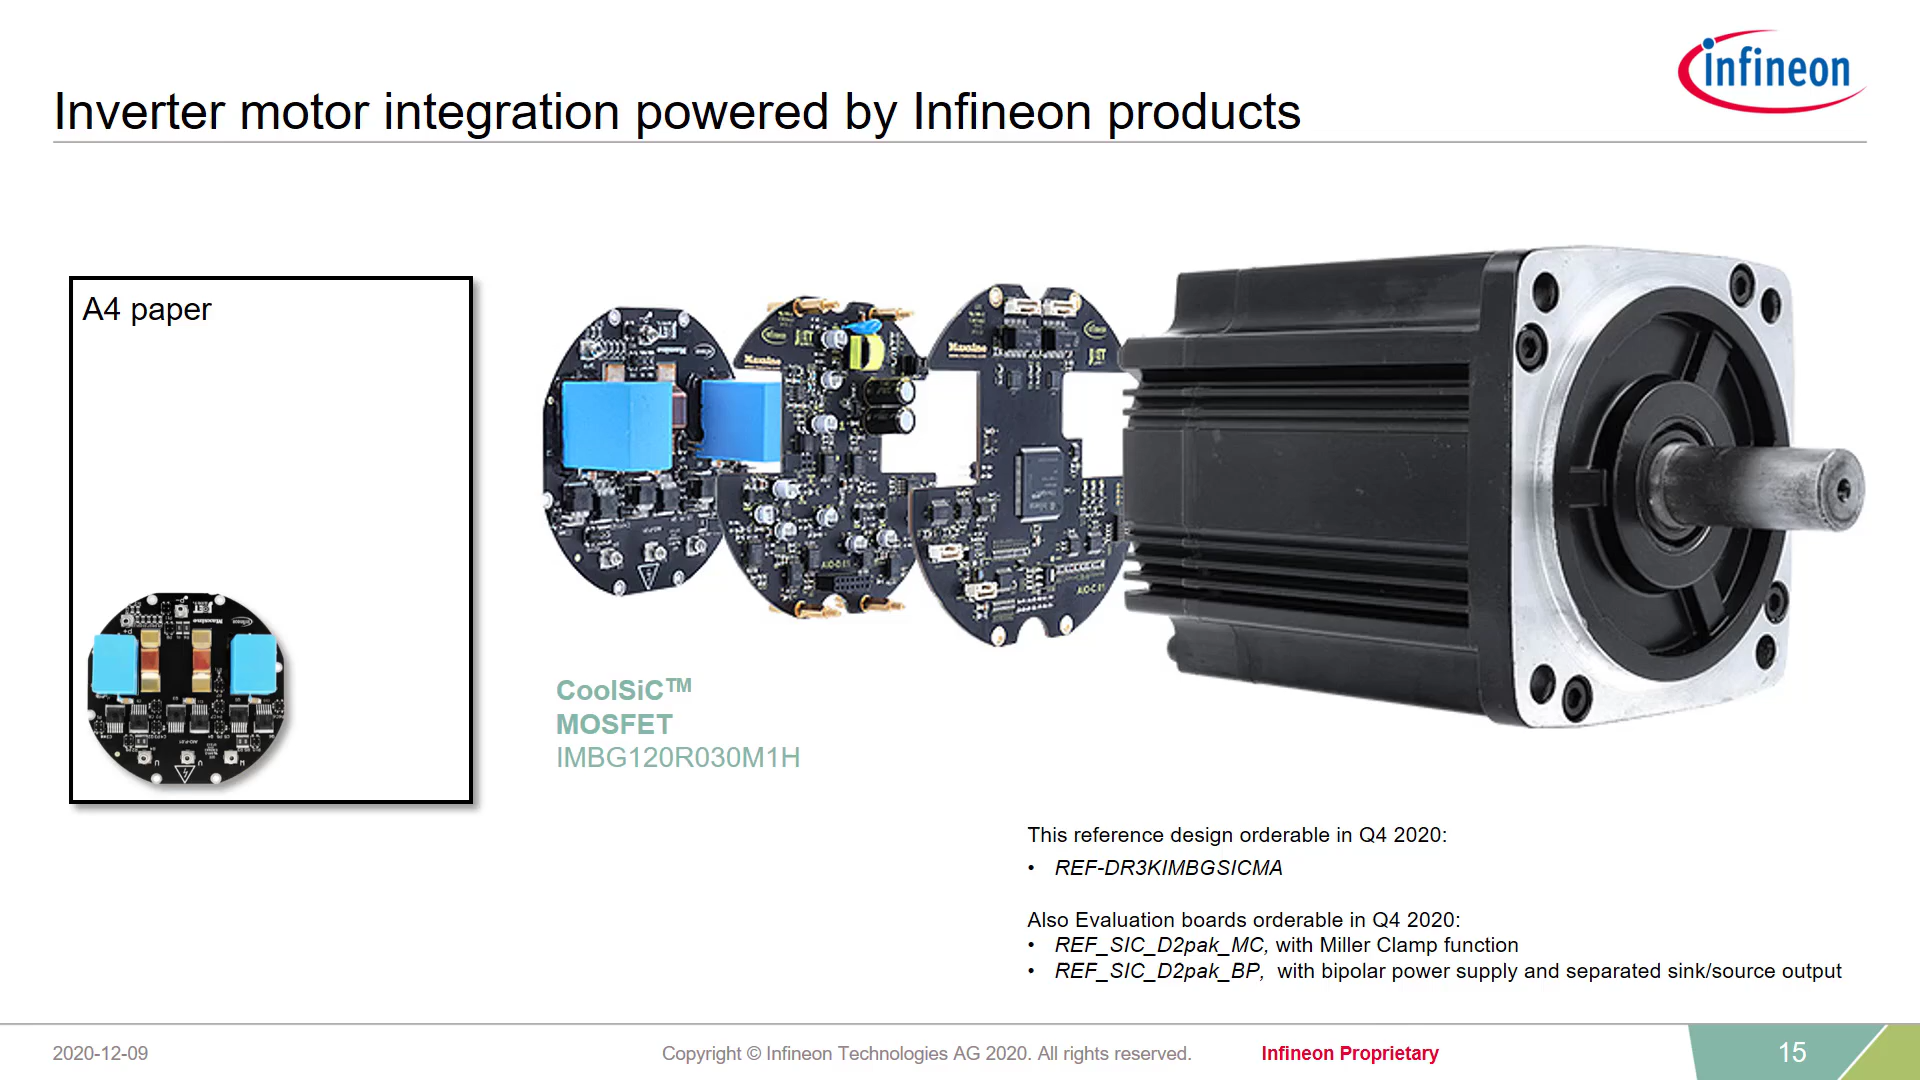 infineon
Inverter motor integration powered by Infineon products
A4 paper
CoolSiC™
MOSFET
IMBG120R030M1H
This reference design orderable in Q4 2020:
• REF-DR3KIMBGSICMA
Also Evaluation boards orderable in Q4 2020:
• REF_SIC_D2pak_MC, with Miller Clamp function
• REF_SIC_D2pak_BP, with bipolar power supply and separated sink/source output
2020-12-09
Copyright © Infineon Technologies AG 2020. All rights reserved.
Infineon Proprietary
15